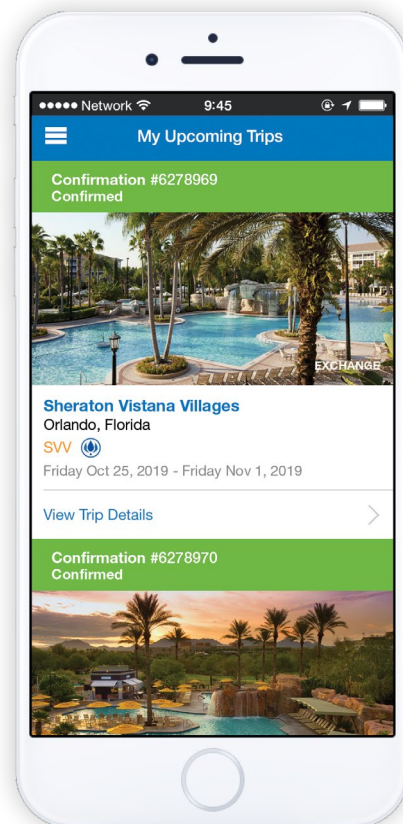 Network 9:45
My Upcoming Trips
Confirmation #6278969
Confirmed
EXCHANGE
Sheraton Vistana Villages
Orlando, Florida
SVV
Friday Oct 25, 2019 - Friday Nov 1, 2019
View Trip Details
Confirmation #6278970
Confirmed